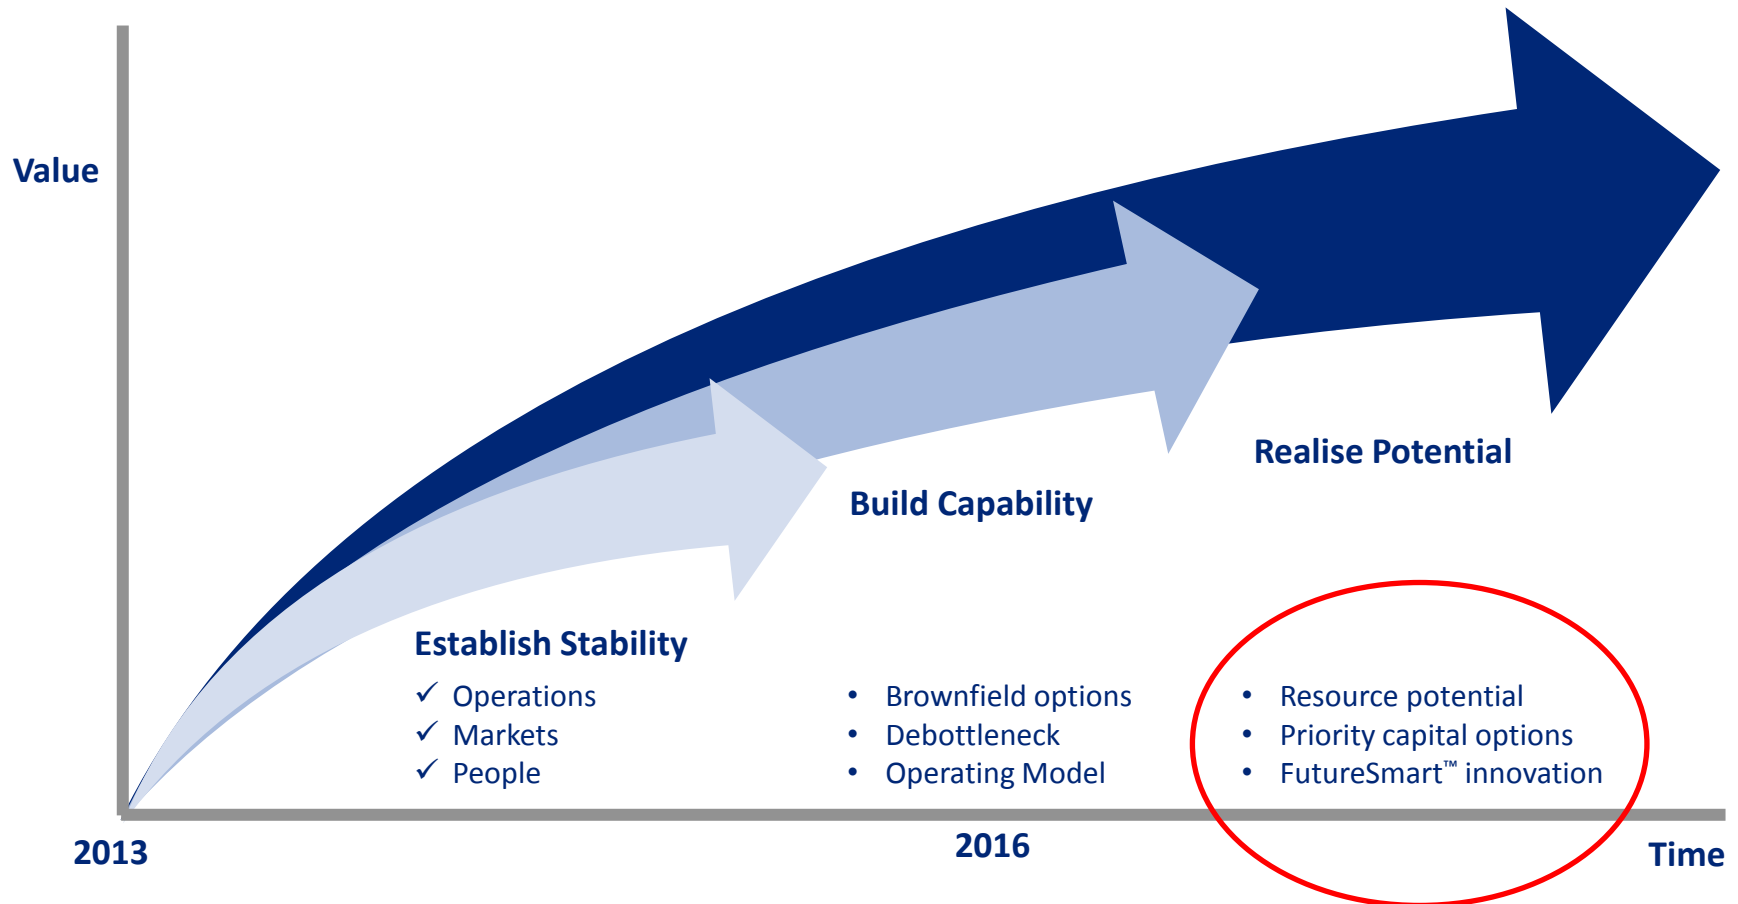 Value
Realise Potential
Build Capability
Establish Stability
✓ Operations
✓ Markets
✓ People
• Brownfield options
• Debottleneck
• Operating Model
• Resource potential
• Priority capital options
• FutureSmart™ innovation
2013
2016
Time